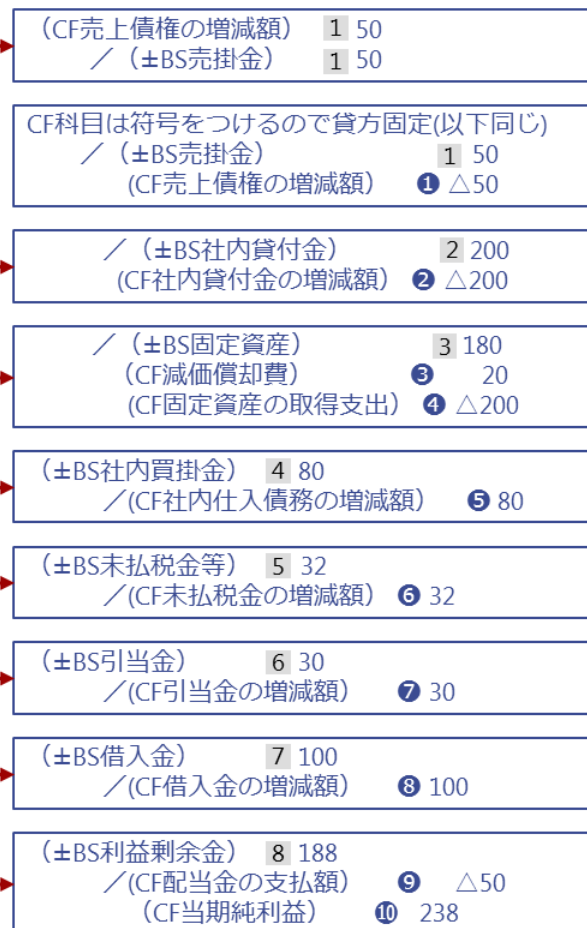 （CF売上債権の増減額） 1 50
／（±BS売掛金） 1 50
CF科目は符号をつけるので貸方固定(以下同じ)
／（±BS売掛金） 1 50
(CF売上債権の増減額） ❶ △50
／（±BS社内貸付金） 2 200
(CF社内貸付金の増減額） ❷ △200
／（±BS固定資産） 3 180
（CF減価償却費） ❸ 20
(CF固定資産の取得支出） ❹ △200
（±BS社内買掛金） 4 80
／(CF社内仕入債務の増減額） ❺ 80
（±BS未払税金等） 5 32
／(CF未払税金の増減額） ❻ 32
（±BS引当金） 6 30
／(CF引当金の増減額） ❼ 30
（±BS借入金） 7 100
／(CF借入金の増減額） ❽ 100
（±BS利益剰余金） 8 188
／(CF配当金の支払額） ❾ △50
（CF当期純利益） ❿ 238